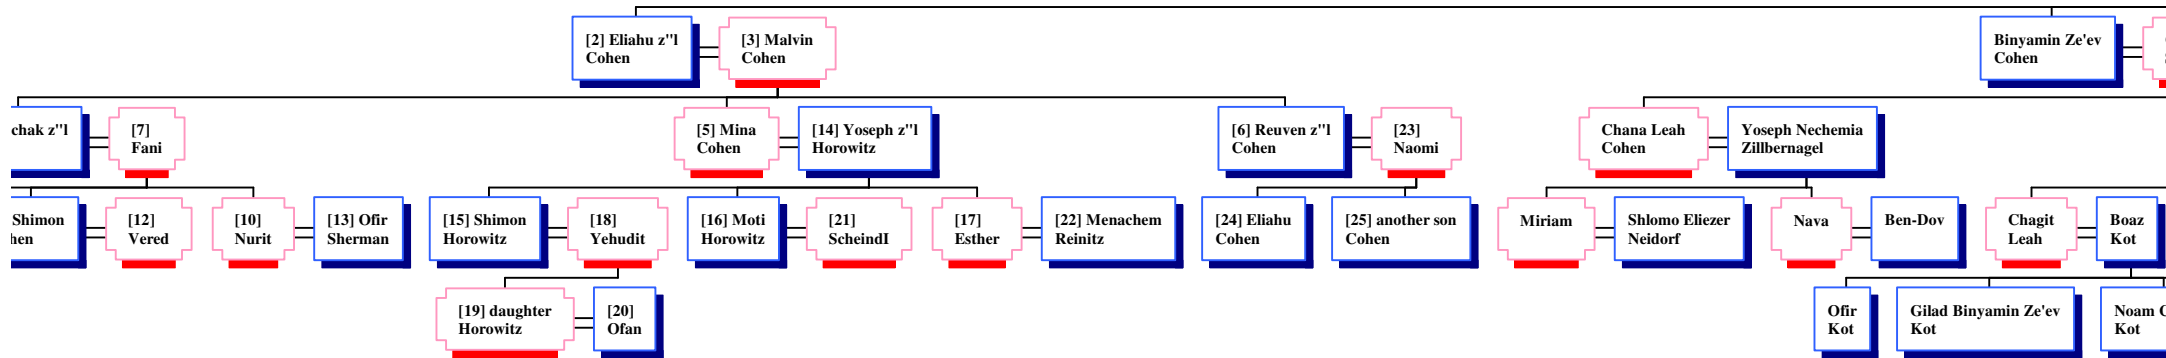 [2] Eliahu z"l
Cohen
[3] Malvin
Cohen
Binyamin Ze'ev
Cohen
chak z"l
[7]
Fani
[5] Mina
Cohen
[14] Yoseph z"l
Horowitz
[6] Reuven z"l
Cohen
[23]
Naomi
Chana Leah
Cohen
Yoseph Nechemia
Zillbernagel
Shimon
hen
[12]
Vered
[10]
Nurit
[13] Ofir
Sherman
[15] Shimon
Horowitz
[18]
Yehudit
[16] Moti
Horowitz
[21]
ScheindI
[17]
Esther
[22] Menachem
Reinitz
[24] Eliahu
Cohen
[25] another son
Cohen
Miriam
Shlomo Eliezer
Neidorf
Nava
Ben-Dov
Chagit
Leah
Boaz
Kot
[19] daughter
Horowitz
[20]
Ofan
Ofir
Kot
Gilad Binyamin Ze'ev
Kot
Noam
Kot